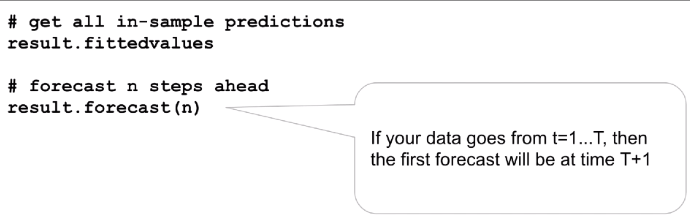 # get all in-sample predictions
result.fittedvalues
# forecast n steps ahead
result.forecast(n)
If your data goes from t=1...T, then
the first forecast will be at time T+1